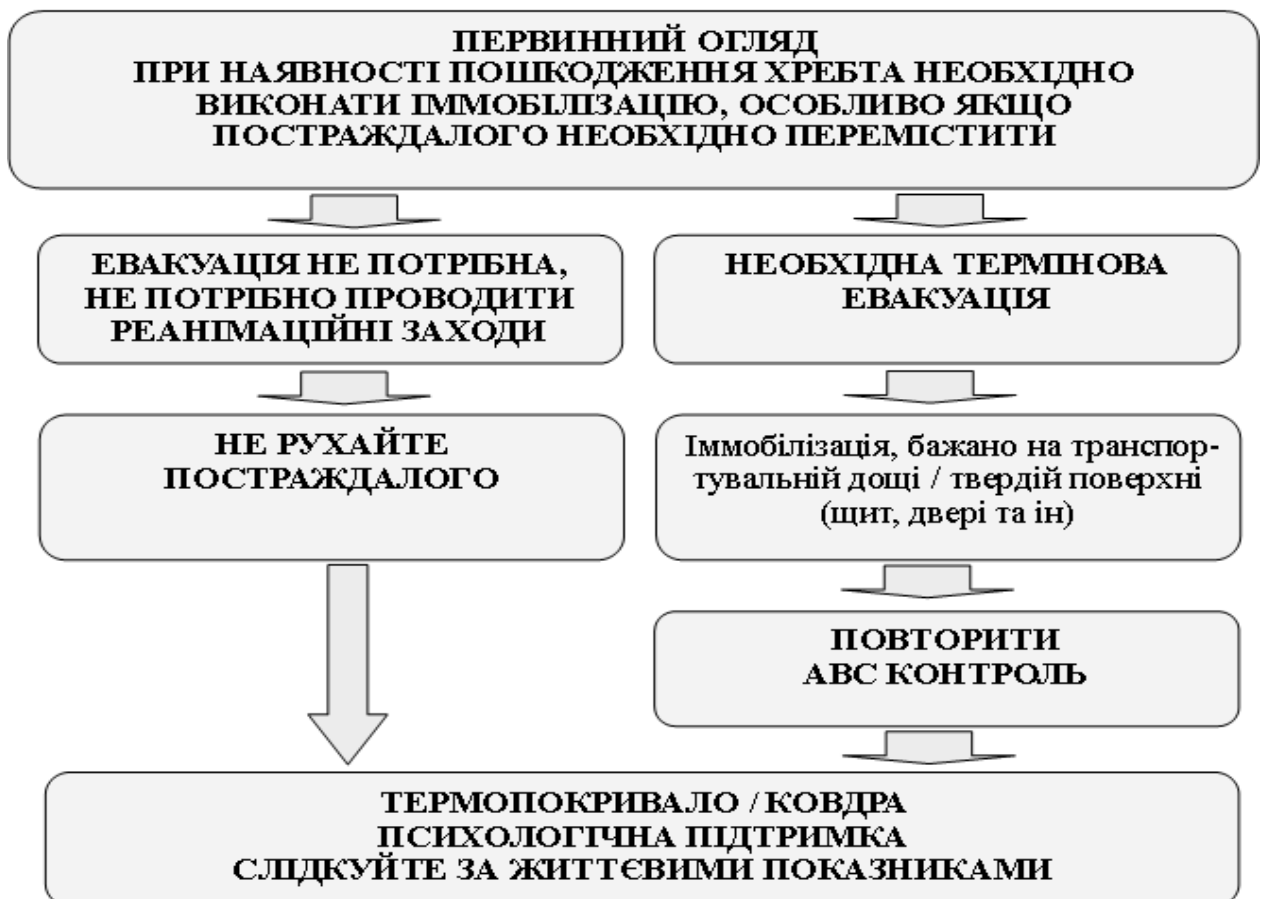 ПЕРВИННИЙ ОГЛЯД
ПРИ НАЯВНОСТІ ПОШКОДЖЕННЯ ХРЕБТА НЕОБХІДНО
ВИКОНАТИ ІММОБІЛІЗАЦІЮ, ОСОБЛИВО ЯКЩО
ПОСТРАЖДАЛОГО НЕОБХІДНО ПЕРЕМІСТИТИ
ЕВАКУАЦІЯ НЕ ПОТРІБНА,
НЕ ПОТРІБНО ПРОВОДИТИ
РЕАНІМАЦІЙНІ ЗАХОДИ
НЕОБХІДНА ТЕРМІНОВА
ЕВАКУАЦІЯ
НЕ РУХАЙТЕ
ПОСТРАЖДАЛОГО
Іммобілізація, бажано на транспор-
тувальній дощі / твердій поверхні
(щит, двері та ін)
ПОВТОРИТИ
АВС КОНТРОЛЬ
ТЕРМОПОКРИВАЛО / КОВДРА
ПСИХОЛОГІЧНА ПІДТРИМКА
СЛІДКУЙТЕ ЗА ЖИТТЄВИМИ ПОКАЗНИКАМИ